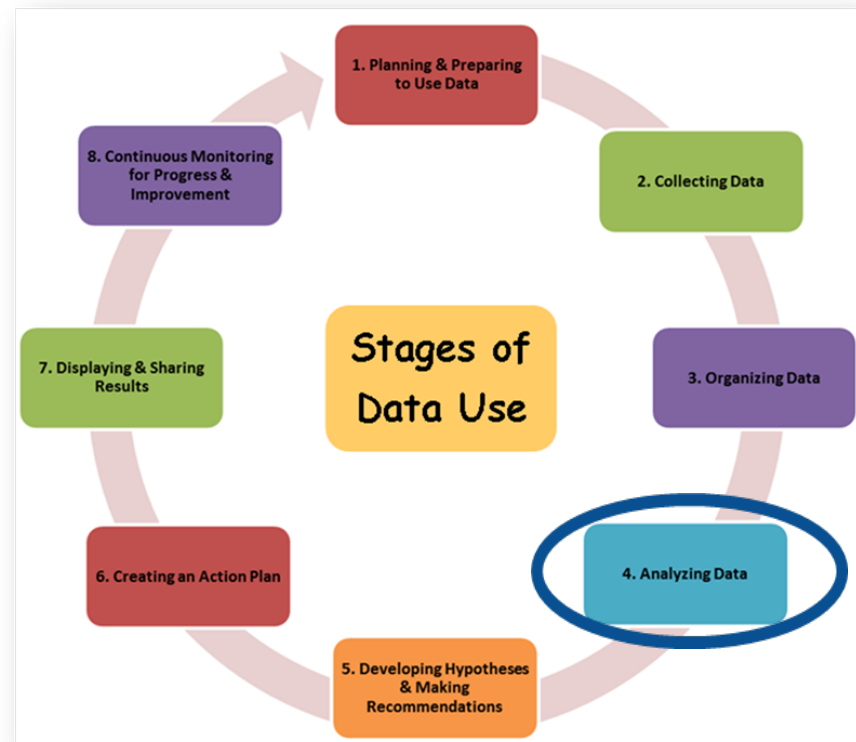 1. Planning & Preparing
to Use Data
2. Collecting Data
3. Organizing Data
4. Analyzing Data
5. Developing Hypotheses
& Making
Recommendations
6. Creating an Action Plan
7. Displaying & Sharing
Results
8. Continuous Monitoring
for Progress &
Improvement
Stages of
Data Use